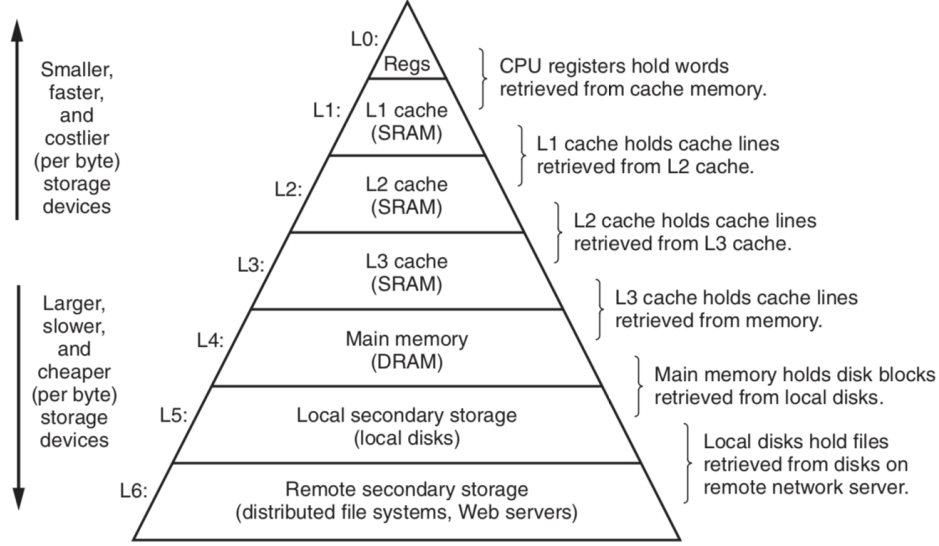 L0:
Regs
CPU registers hold words
retrieved from cache memory.
Smaller,
faster,
and
costlier
(per byte)
storage
devices
L1:
L1 cache
(SRAM)
L1 cache holds cache lines
retrieved from L2 cache.
L2:
L2 cache
(SRAM)
L2 cache holds cache lines
retrieved from L3 cache.
L3:
L3 cache
(SRAM)
L3 cache holds cache lines
retrieved from memory.
Larger,
slower,
and
cheaper
(per byte)
storage
devices
L4:
Main memory
(DRAM)
Main memory holds disk blocks
retrieved from local disks.
L5:
Local secondary storage
(local disks)
Local disks hold files
retrieved from disks on
remote network server.
L6:
Remote secondary storage
(distributed file systems, Web servers)